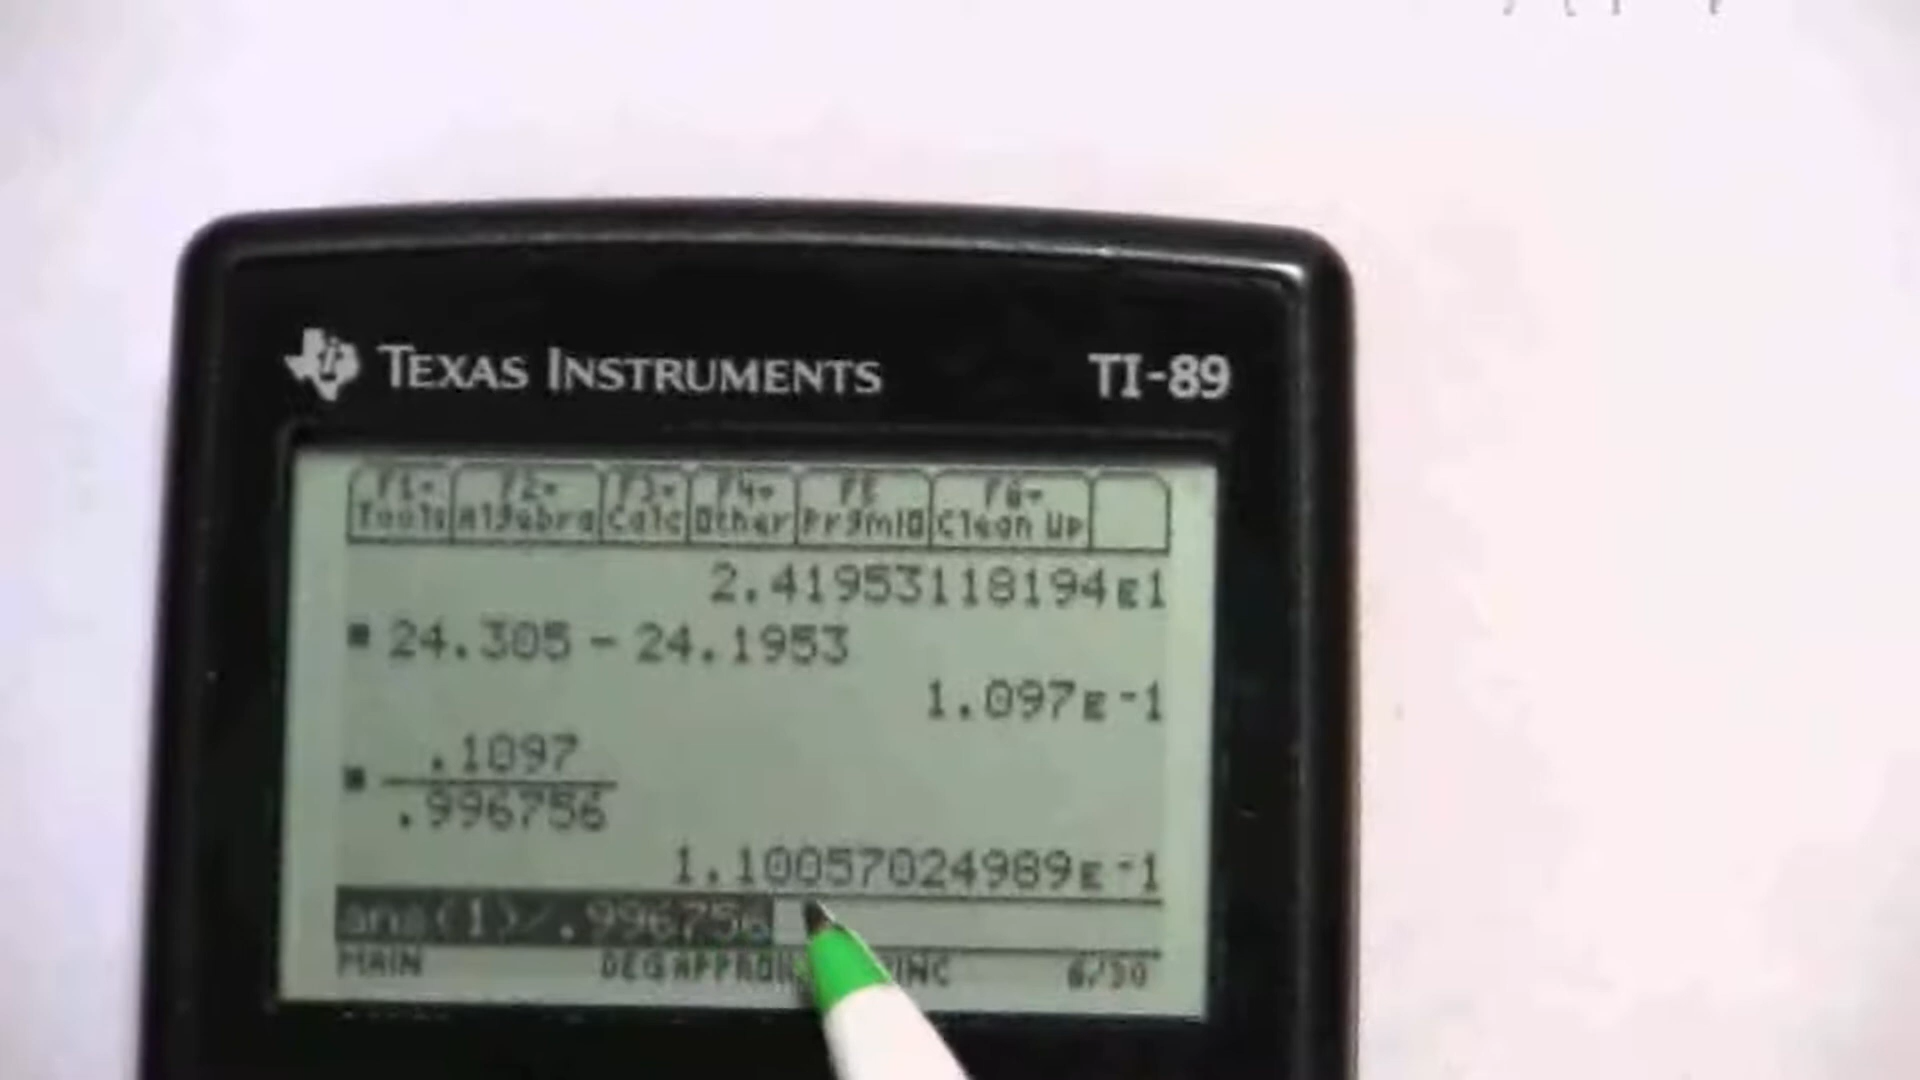 TEXAS INSTRUMENTS TI-89
F1 F2 F3 F4 F5 F6
Tools Algebra Calc Other PrgmIO Clean Up
2.41953118194E1
24.305 - 24.1953
1.097E-1
.1097
.996756
1.10057024989E-1
ans(1)/.996756
MAIN DEG APPROX 6/30